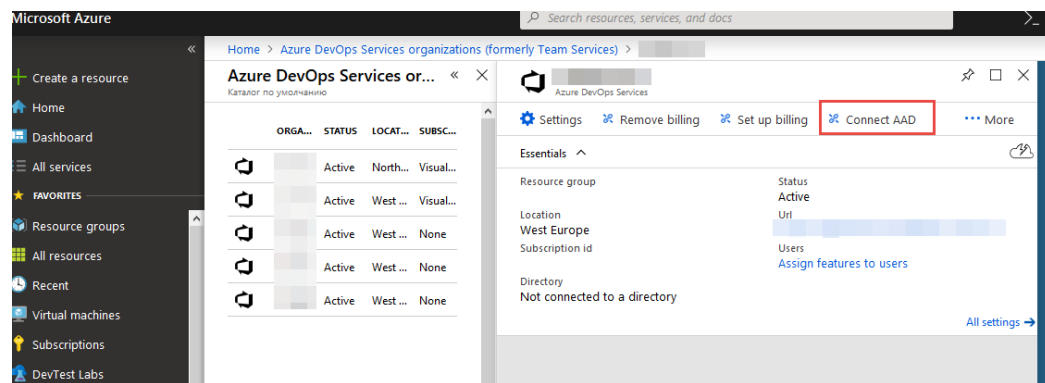 Microsoft Azure
Search resources, services, and docs
>_
«
Home > Azure DevOps Services organizations (formerly Team Services) >
Create a resource
Home
Dashboard
All services
FAVORITES
Resource groups
All resources
Recent
Virtual machines
Subscriptions
DevTest Labs
Azure DevOps Services or... «
Каталог по умолчанию
ORGA... STATUS LOCAT... SUBSC...
Active North... Visual...
Active West ... Visual...
Active West ... None
Active West ... None
Active West ... None
Azure DevOps Services
Settings Remove billing Set up billing Connect AAD ··· More
Essentials
Resource group
Location
West Europe
Subscription id
Directory
Not connected to a directory
Status
Active
Url
Users
Assign features to users
All settings →